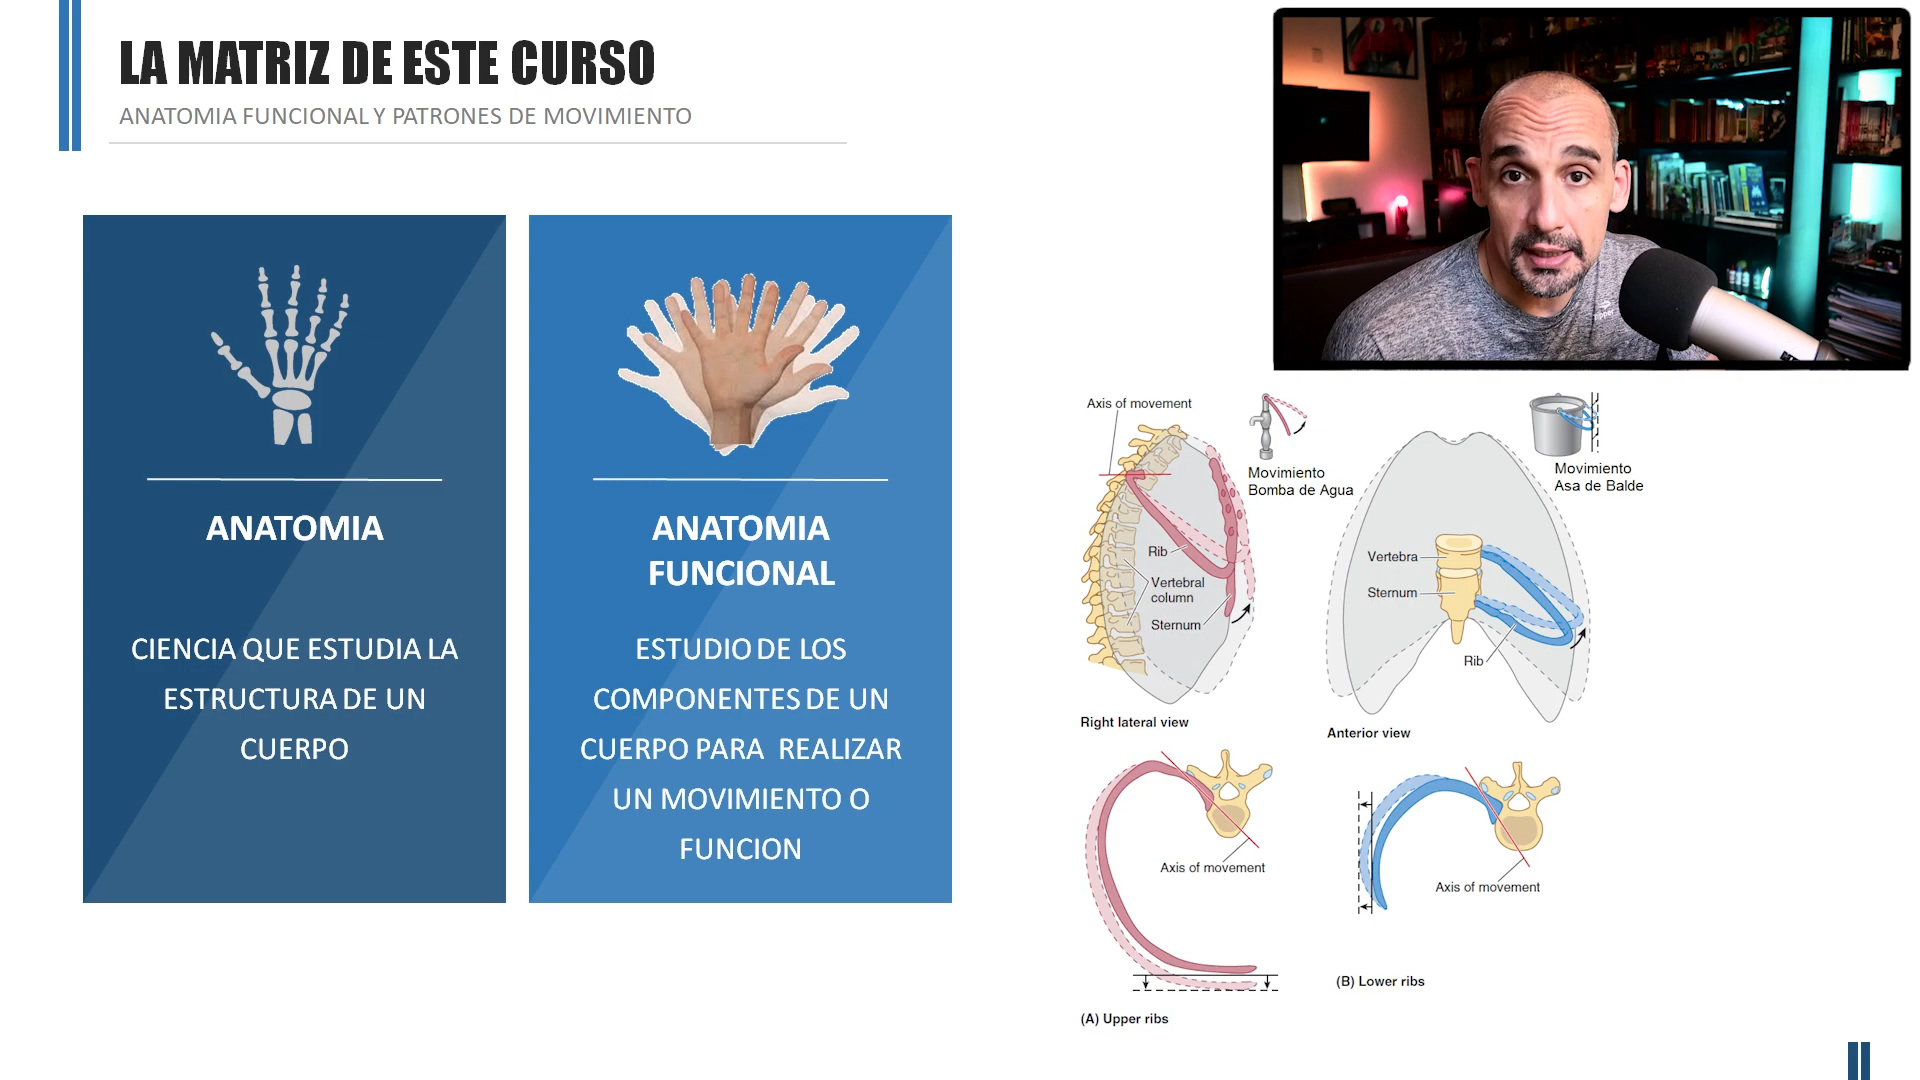 LA MATRIZ DE ESTE CURSO
ANATOMIA FUNCIONAL Y PATRONES DE MOVIMIENTO
ANATOMIA
CIENCIA QUE ESTUDIA LA
ESTRUCTURA DE UN
CUERPO
ANATOMIA
FUNCIONAL
ESTUDIO DE LOS
COMPONENTES DE UN
CUERPO PARA REALIZAR
UN MOVIMIENTO O
FUNCION
Axis of movement
Movimiento
Bomba de Agua
Rib
Vertebral
column
Sternum
Right lateral view
Movimiento
Asa de Balde
Vertebra
Sternum
Rib
Anterior view
Axis of movement
(A) Upper ribs
Axis of movement
(B) Lower ribs